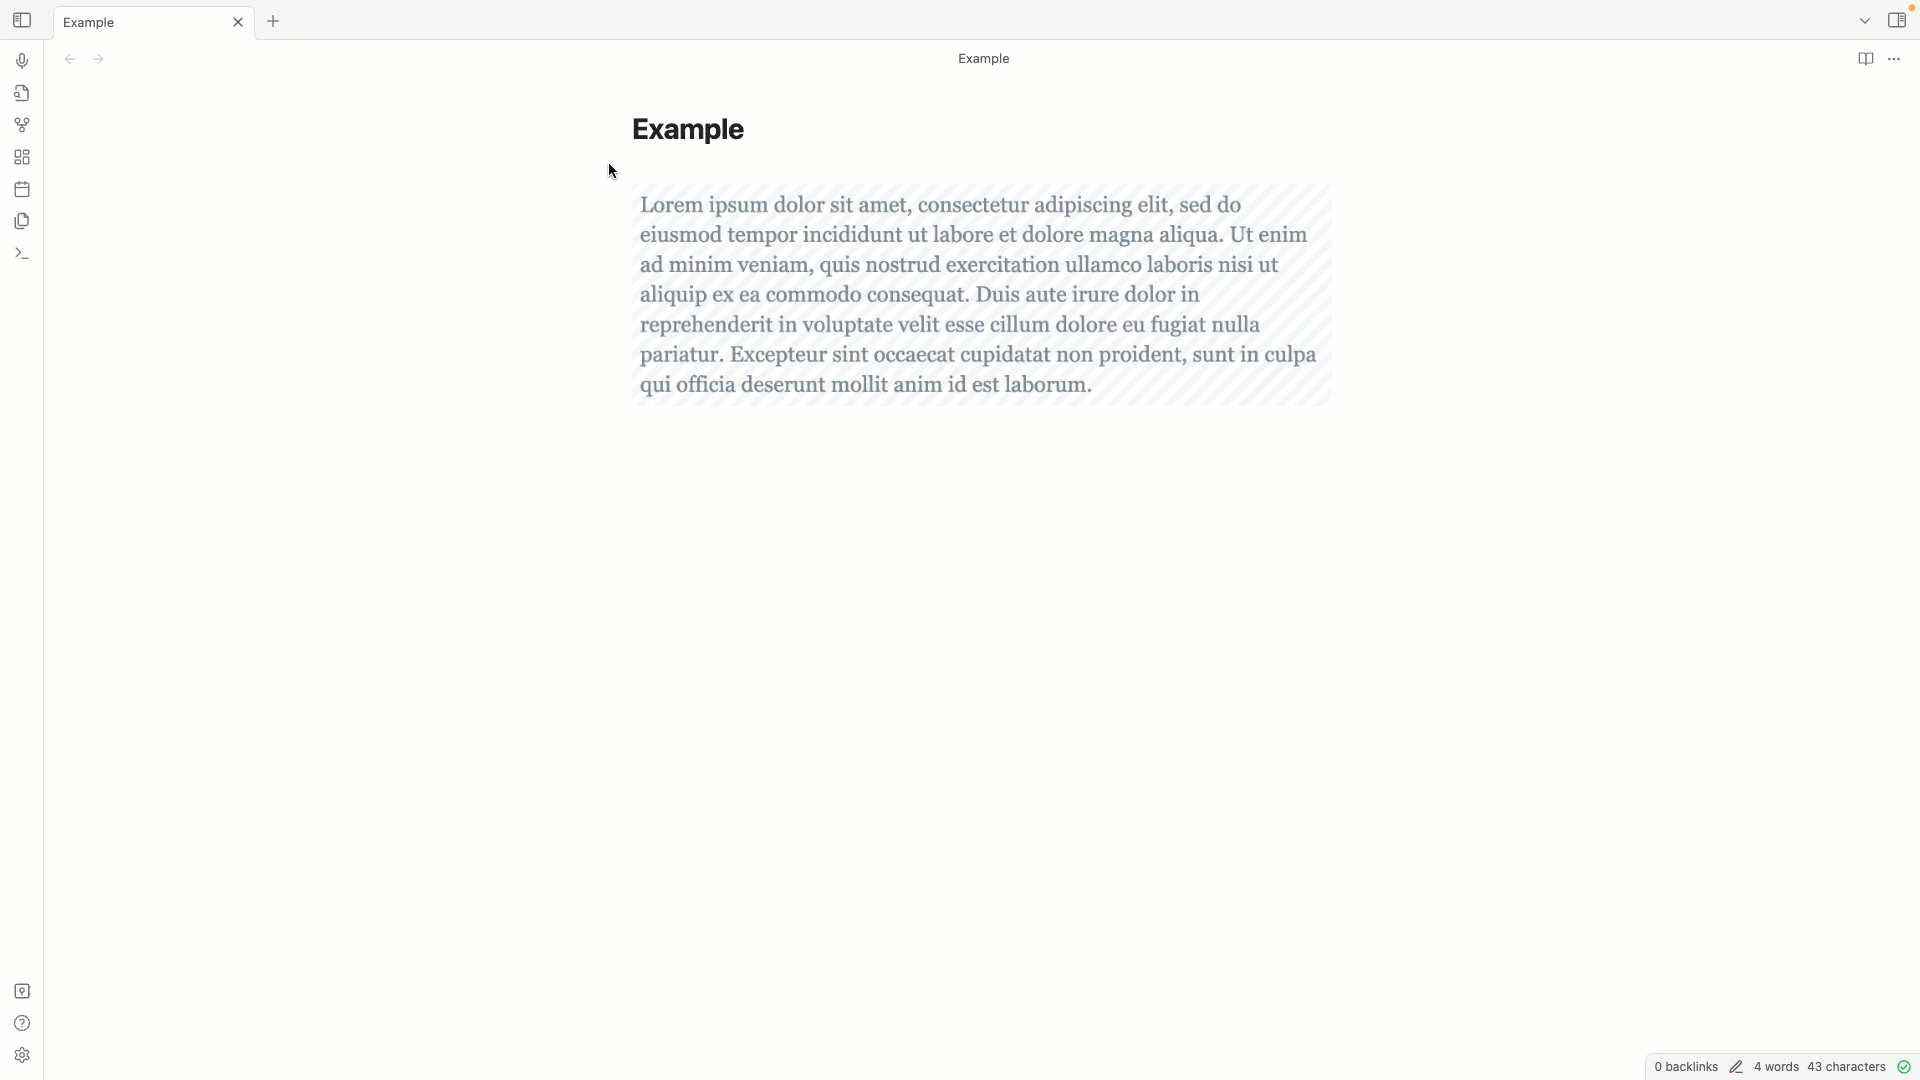 Example
Example
Example
Lorem ipsum dolor sit amet, consectetur adipiscing elit, sed do
eiusmod tempor incididunt ut labore et dolore magna aliqua. Ut enim
ad minim veniam, quis nostrud exercitation ullamco laboris nisi ut
aliquip ex ea commodo consequat. Duis aute irure dolor in
reprehenderit in voluptate velit esse cillum dolore eu fugiat nulla
pariatur. Excepteur sint occaecat cupidatat non proident, sunt in culpa
qui officia deserunt mollit anim id est laborum.
0 backlinks 4 words 43 characters